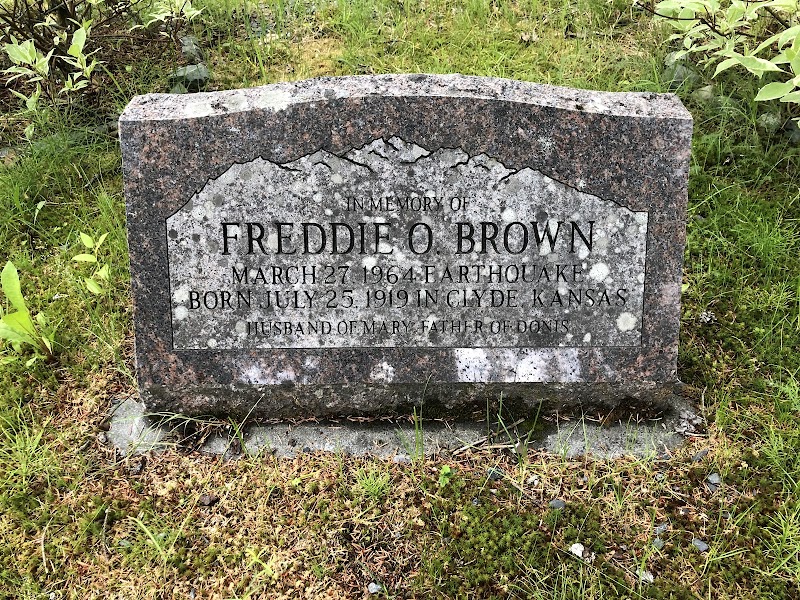 IN MEMORY OF
FREDDIE O. BROWN
MARCH 27, 1964 EARTHQUAKE
BORN JULY 25, 1919 IN CLYDE, KANSAS
HUSBAND OF MARY, FATHER OF DONIS